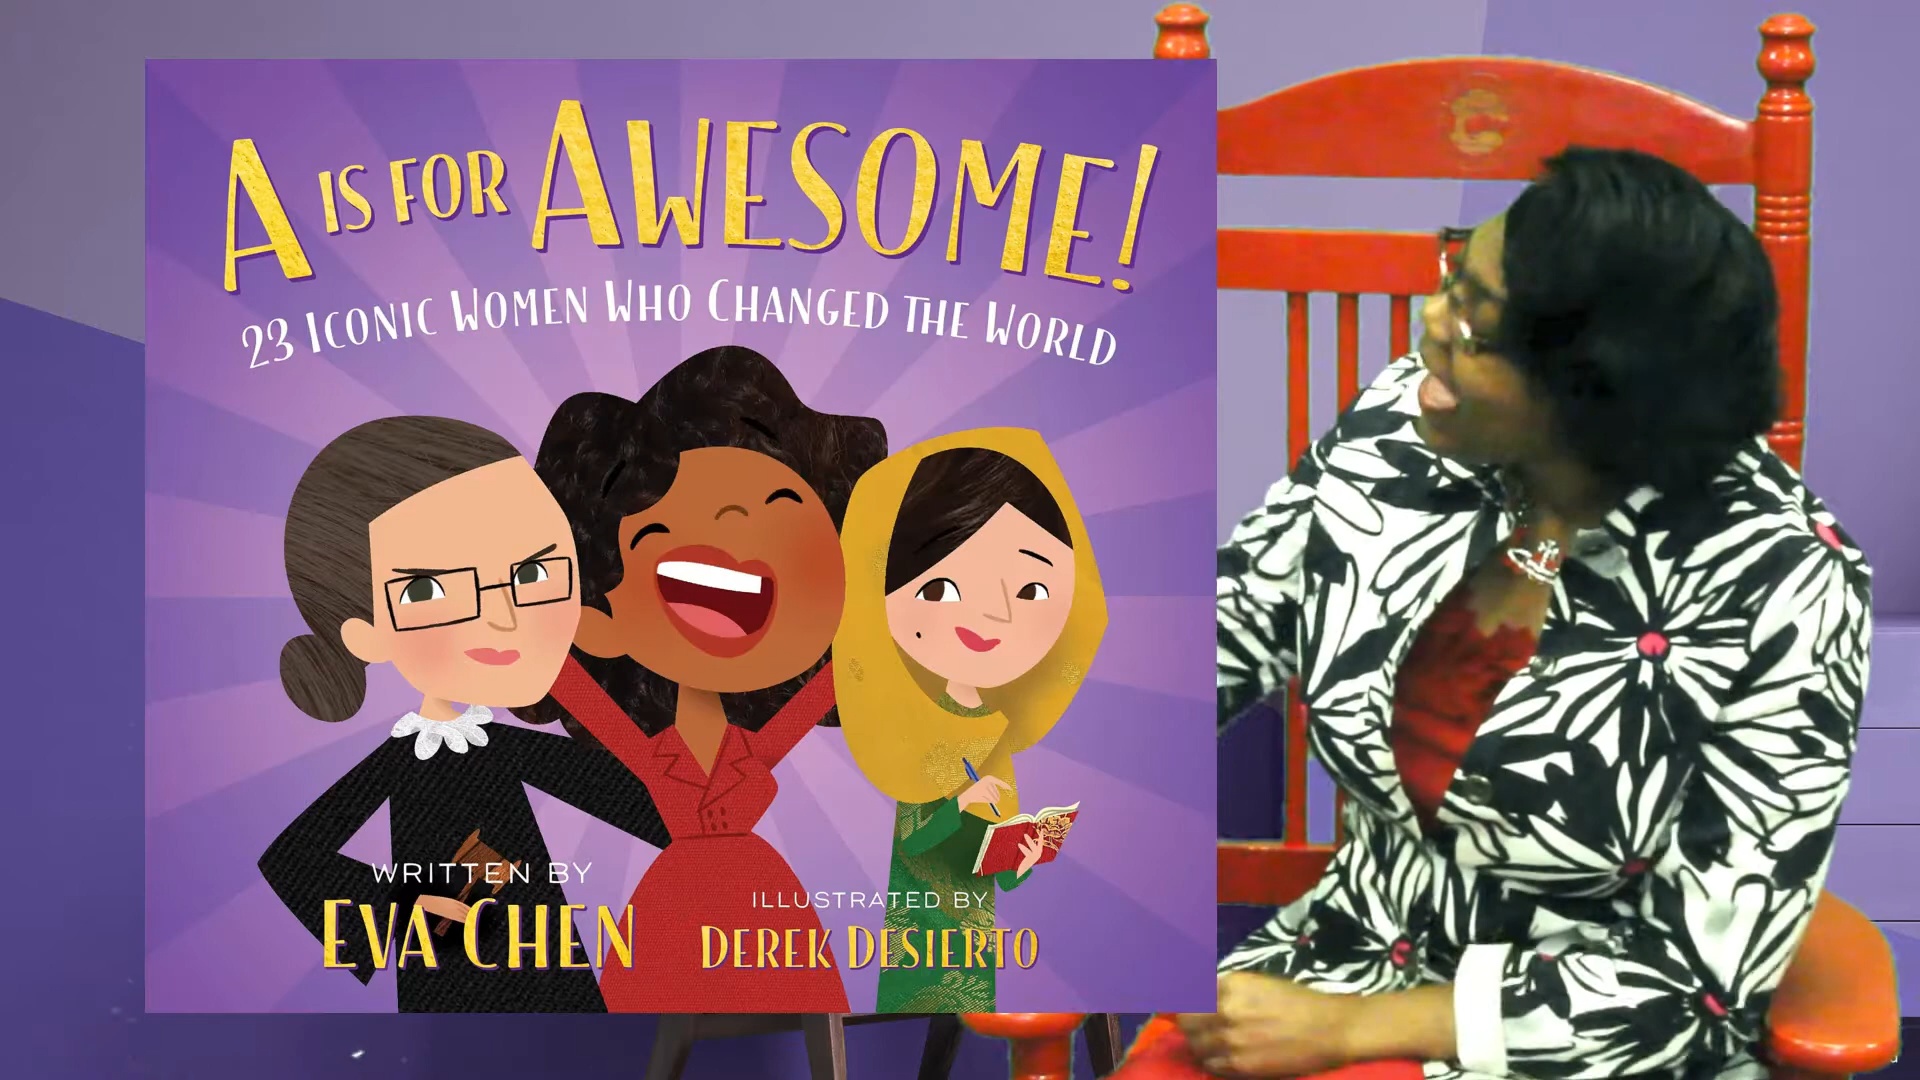 A IS FOR AWESOME!
23 ICONIC WOMEN WHO CHANGED THE WORLD
WRITTEN BY
EVA CHEN
ILLUSTRATED BY
DEREK DESIERTO